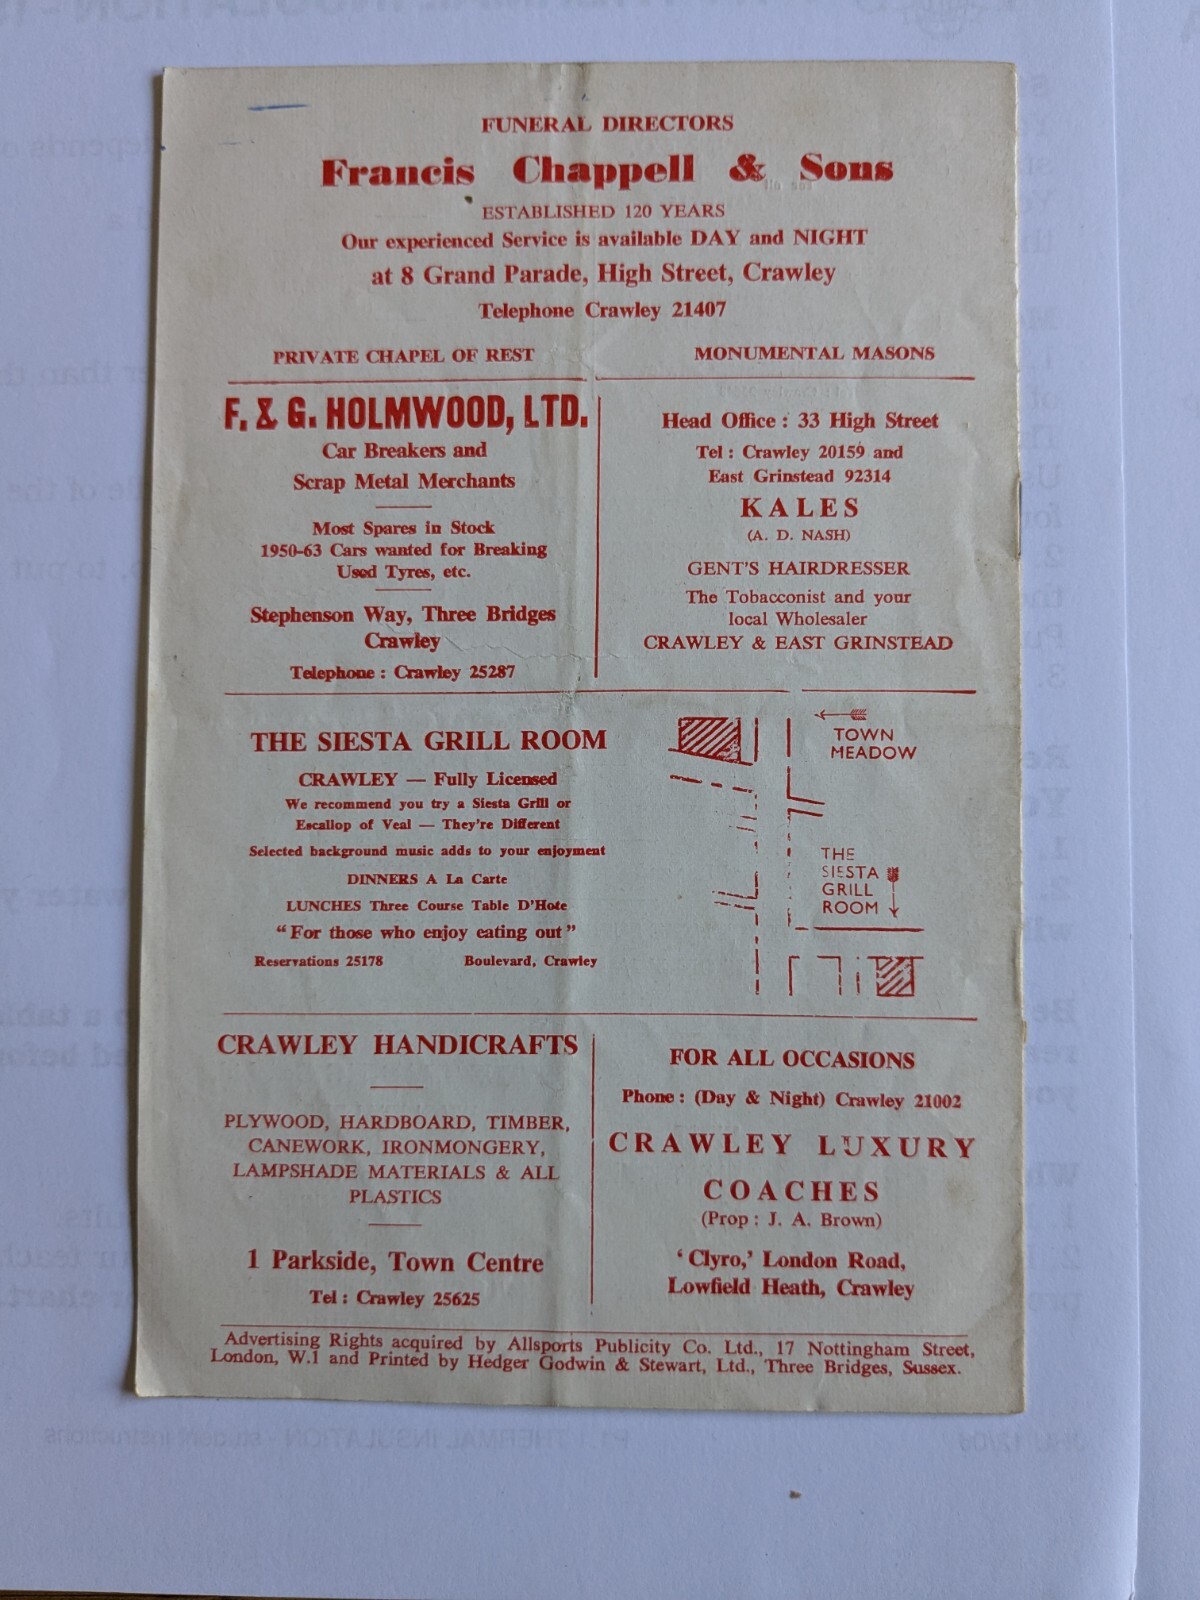 FUNERAL DIRECTORS
Francis Chappell & Sons
ESTABLISHED 120 YEARS
Our experienced Service is available DAY and NIGHT
at 8 Grand Parade, High Street, Crawley
Telephone Crawley 21407
PRIVATE CHAPEL OF REST
MONUMENTAL MASONS
F. & G. HOLMWOOD, LTD.
Car Breakers and
Scrap Metal Merchants
Most Spares in Stock
1950-63 Cars wanted for Breaking
Used Tyres, etc.
Stephenson Way, Three Bridges
Crawley
Telephone : Crawley 25287
Head Office : 33 High Street
Tel : Crawley 20159 and
East Grinstead 92314
KALES
(A. D. NASH)
GENT'S HAIRDRESSER
The Tobacconist and your
local Wholesaler
CRAWLEY & EAST GRINSTEAD
THE SIESTA GRILL ROOM
CRAWLEY — Fully Licensed
We recommend you try a Siesta Grill or
Escallop of Veal — They're Different
Selected background music adds to your enjoyment
DINNERS A La Carte
LUNCHES Three Course Table D'Hote
"For those who enjoy eating out"
Reservations 25178 Boulevard, Crawley
TOWN
MEADOW
THE
SIESTA
GRILL
ROOM
CRAWLEY HANDICRAFTS
PLYWOOD, HARDBOARD, TIMBER,
CANEWORK, IRONMONGERY,
LAMPSHADE MATERIALS & ALL
PLASTICS
1 Parkside, Town Centre
Tel : Crawley 25625
FOR ALL OCCASIONS
Phone : (Day & Night) Crawley 21002
CRAWLEY LUXURY
COACHES
(Prop : J. A. Brown)
'Clyro,' London Road,
Lowfield Heath, Crawley
Advertising Rights acquired by Allsports Publicity Co. Ltd., 17 Nottingham Street,
London, W.1 and Printed by Hedger Godwin & Stewart, Ltd., Three Bridges, Sussex.